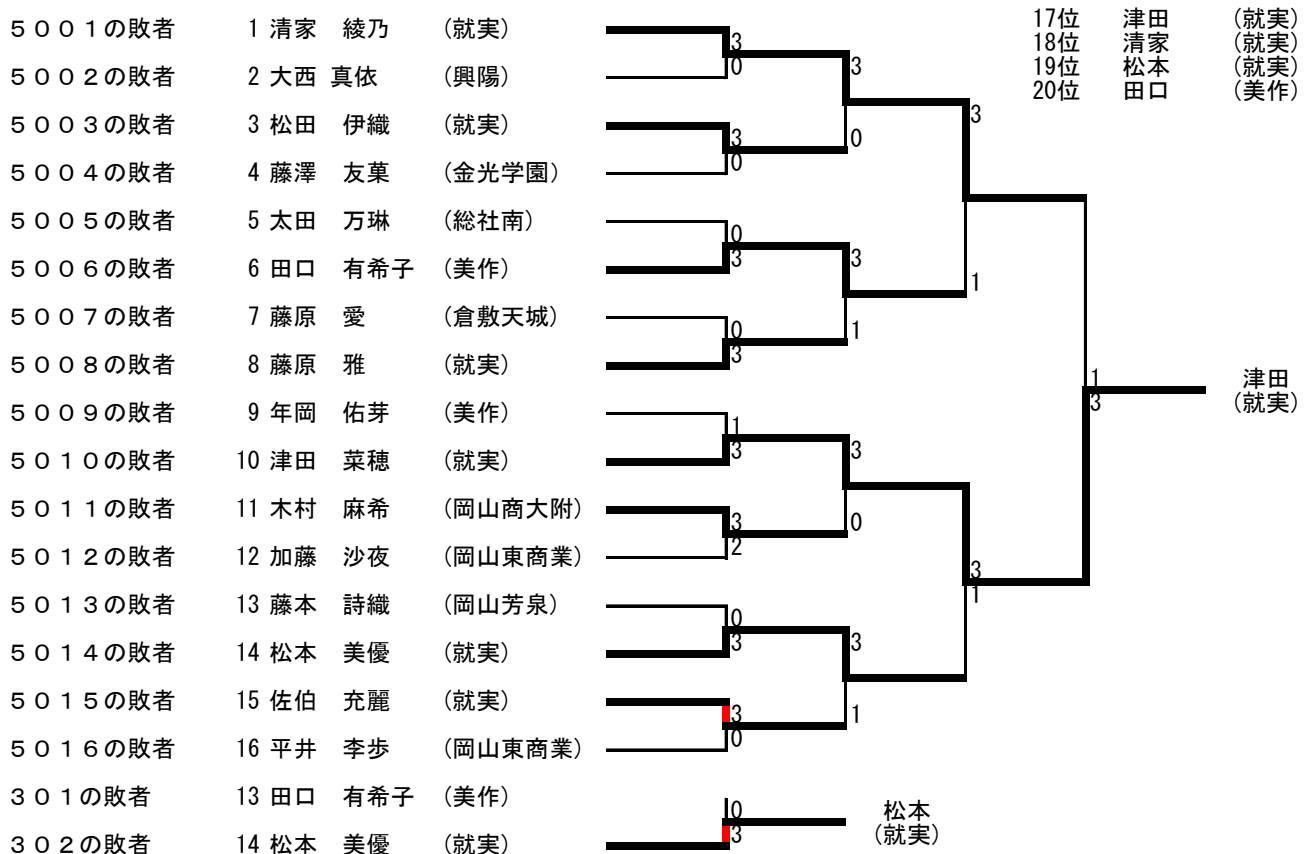 5001の敗者 1 清家 綾乃 (就実)
5002の敗者 2 大西 真依 (興陽)
5003の敗者 3 松田 伊織 (就実)
5004の敗者 4 藤澤 友菓 (金光学園)
5005の敗者 5 太田 万琳 (総社南)
5006の敗者 6 田口 有希子 (美作)
5007の敗者 7 藤原 愛 (倉敷天城)
5008の敗者 8 藤原 雅 (就実)
5009の敗者 9 年岡 佑芽 (美作)
5010の敗者 10 津田 菜穂 (就実)
5011の敗者 11 木村 麻希 (岡山商大附)
5012の敗者 12 加藤 沙夜 (岡山東商業)
5013の敗者 13 藤本 詩織 (岡山芳泉)
5014の敗者 14 松本 美優 (就実)
5015の敗者 15 佐伯 充麗 (就実)
5016の敗者 16 平井 李歩 (岡山東商業)
301の敗者 13 田口 有希子 (美作)
302の敗者 14 松本 美優 (就実)
3
0
3
0
0
3
0
3
1
3
3
2
0
3
3
0
0
3
3
0
3
1
3
0
3
1
3
1
3
1
1
3
松本
(就実)
津田
(就実)
17位 津田 (就実)
18位 清家 (就実)
19位 松本 (就実)
20位 田口 (美作)